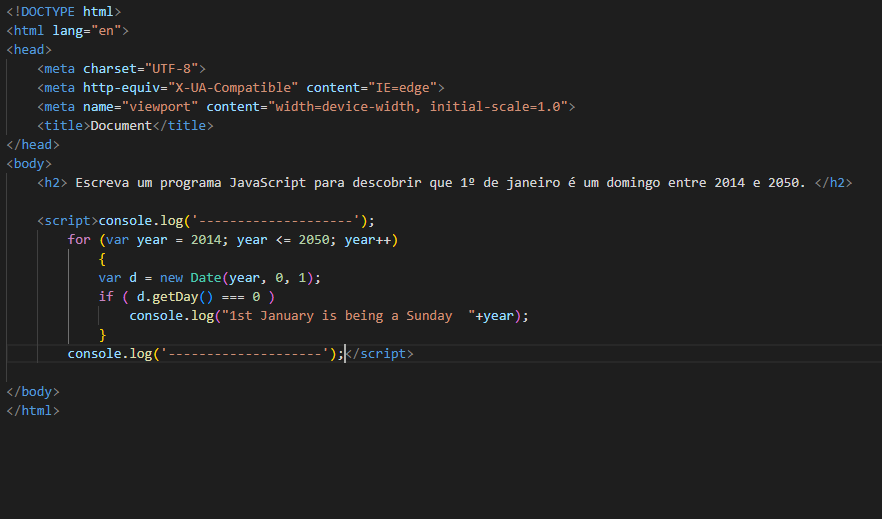 <!DOCTYPE html>
<html lang="en">
<head>
    <meta charset="UTF-8">
    <meta http-equiv="X-UA-Compatible" content="IE=edge">
    <meta name="viewport" content="width=device-width, initial-scale=1.0">
    <title>Document</title>
</head>
<body>
    <h2> Escreva um programa JavaScript para descobrir que 1º de janeiro é um domingo entre 2014 e 2050. </h2>
    <script>console.log('--------------------');
        for (var year = 2014; year <= 2050; year++)
            {
            var d = new Date(year, 0, 1);
            if ( d.getDay() === 0 )
                console.log("1st January is being a Sunday  "+year);
            }
        console.log('--------------------');</script>
</body>
</html>